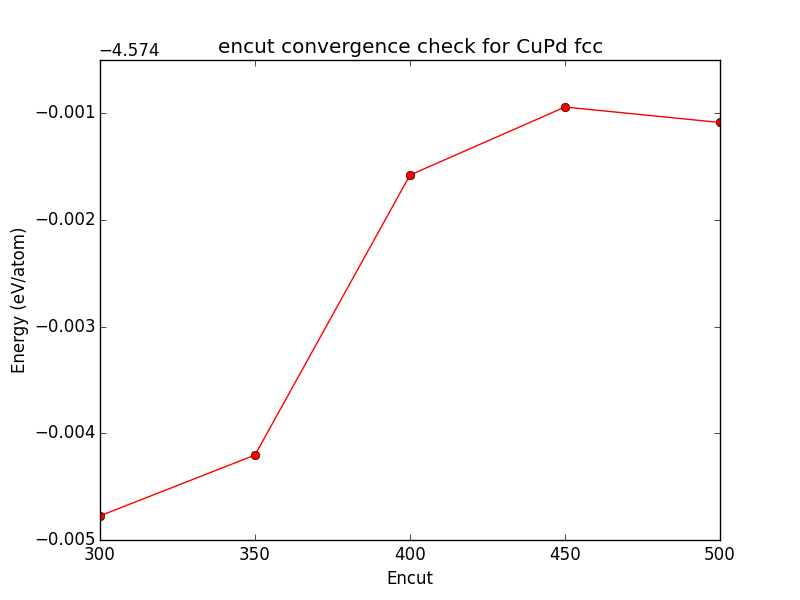 encut convergence check for CuPd fcc
−4.574
−0.001
−0.002
−0.003
−0.004
−0.005
Energy (eV/atom)
300 350 400 450 500
Encut